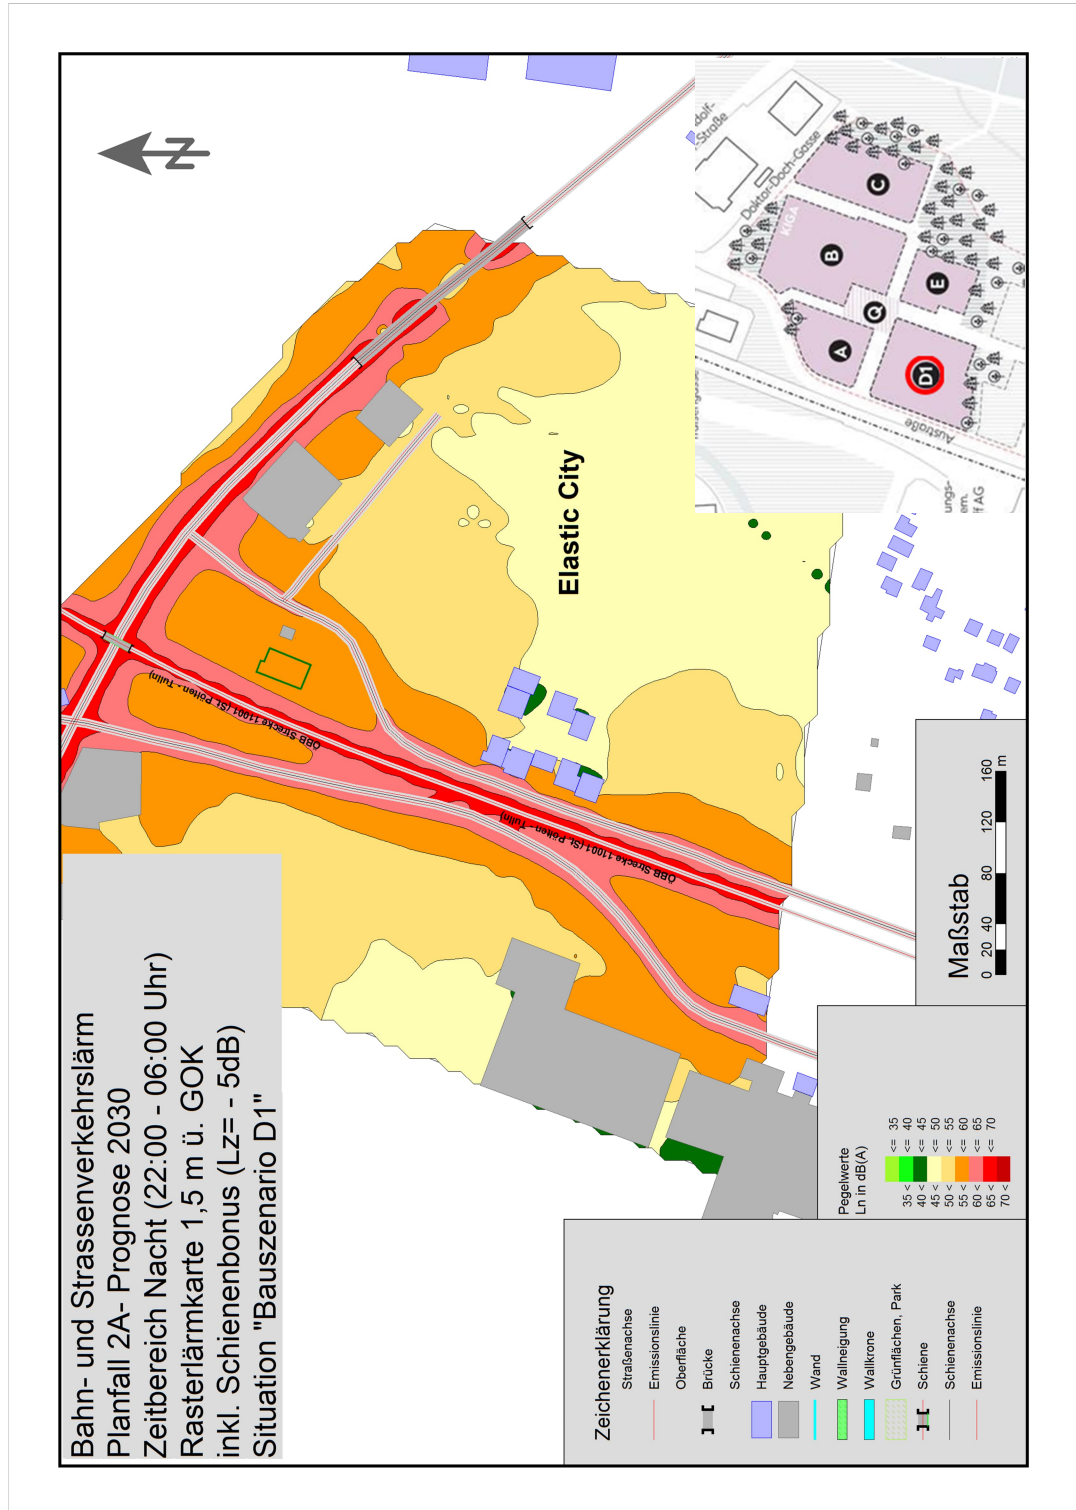 Bahn- und Strassenverkehrslärm
Planfall 2A- Prognose 2030
Zeitbereich Nacht (22:00 - 06:00 Uhr)
Rasterlärmkarte 1,5 m ü. GOK
inkl. Schienenbonus (Lz= - 5dB)
Situation "Bauszenario D1"
N
ÖBB Strecke 11001 (St. Pölten - Tulln)
ÖBB Strecke 11001 (St. Pölten - Tulln)
Elastic City
Doktor-Doch-Gasse
-Straße
KIGA
A
B
C
Q
D1
E
Austraße
AG
Zeichenerklärung
Straßenachse
Emissionslinie
Oberfläche
Brücke
Schienenachse
Hauptgebäude
Nebengebäude
Wand
Wallneigung
Wallkrone
Grünflächen, Park
Schiene
Schienenachse
Emissionslinie
Pegelwerte
Ln in dB(A)
<= 35
35 < <= 40
40 < <= 45
45 < <= 50
50 < <= 55
55 < <= 60
60 < <= 65
65 < <= 70
70 <
Maßstab
0 20 40 80 120 160
m